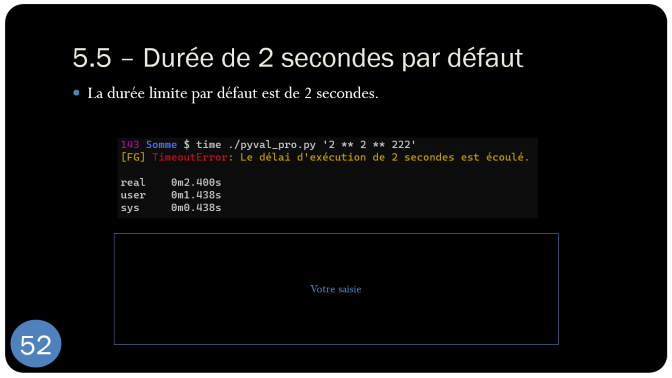 5.5 – Durée de 2 secondes par défaut
La durée limite par défaut est de 2 secondes.
143 Somme $ time ./pyval_pro.py '2 ** 2 ** 222'
[FG] TimeoutError: Le délai d'exécution de 2 secondes est écoulé.
real 0m2.400s
user 0m1.438s
sys 0m0.438s
Votre saisie
52